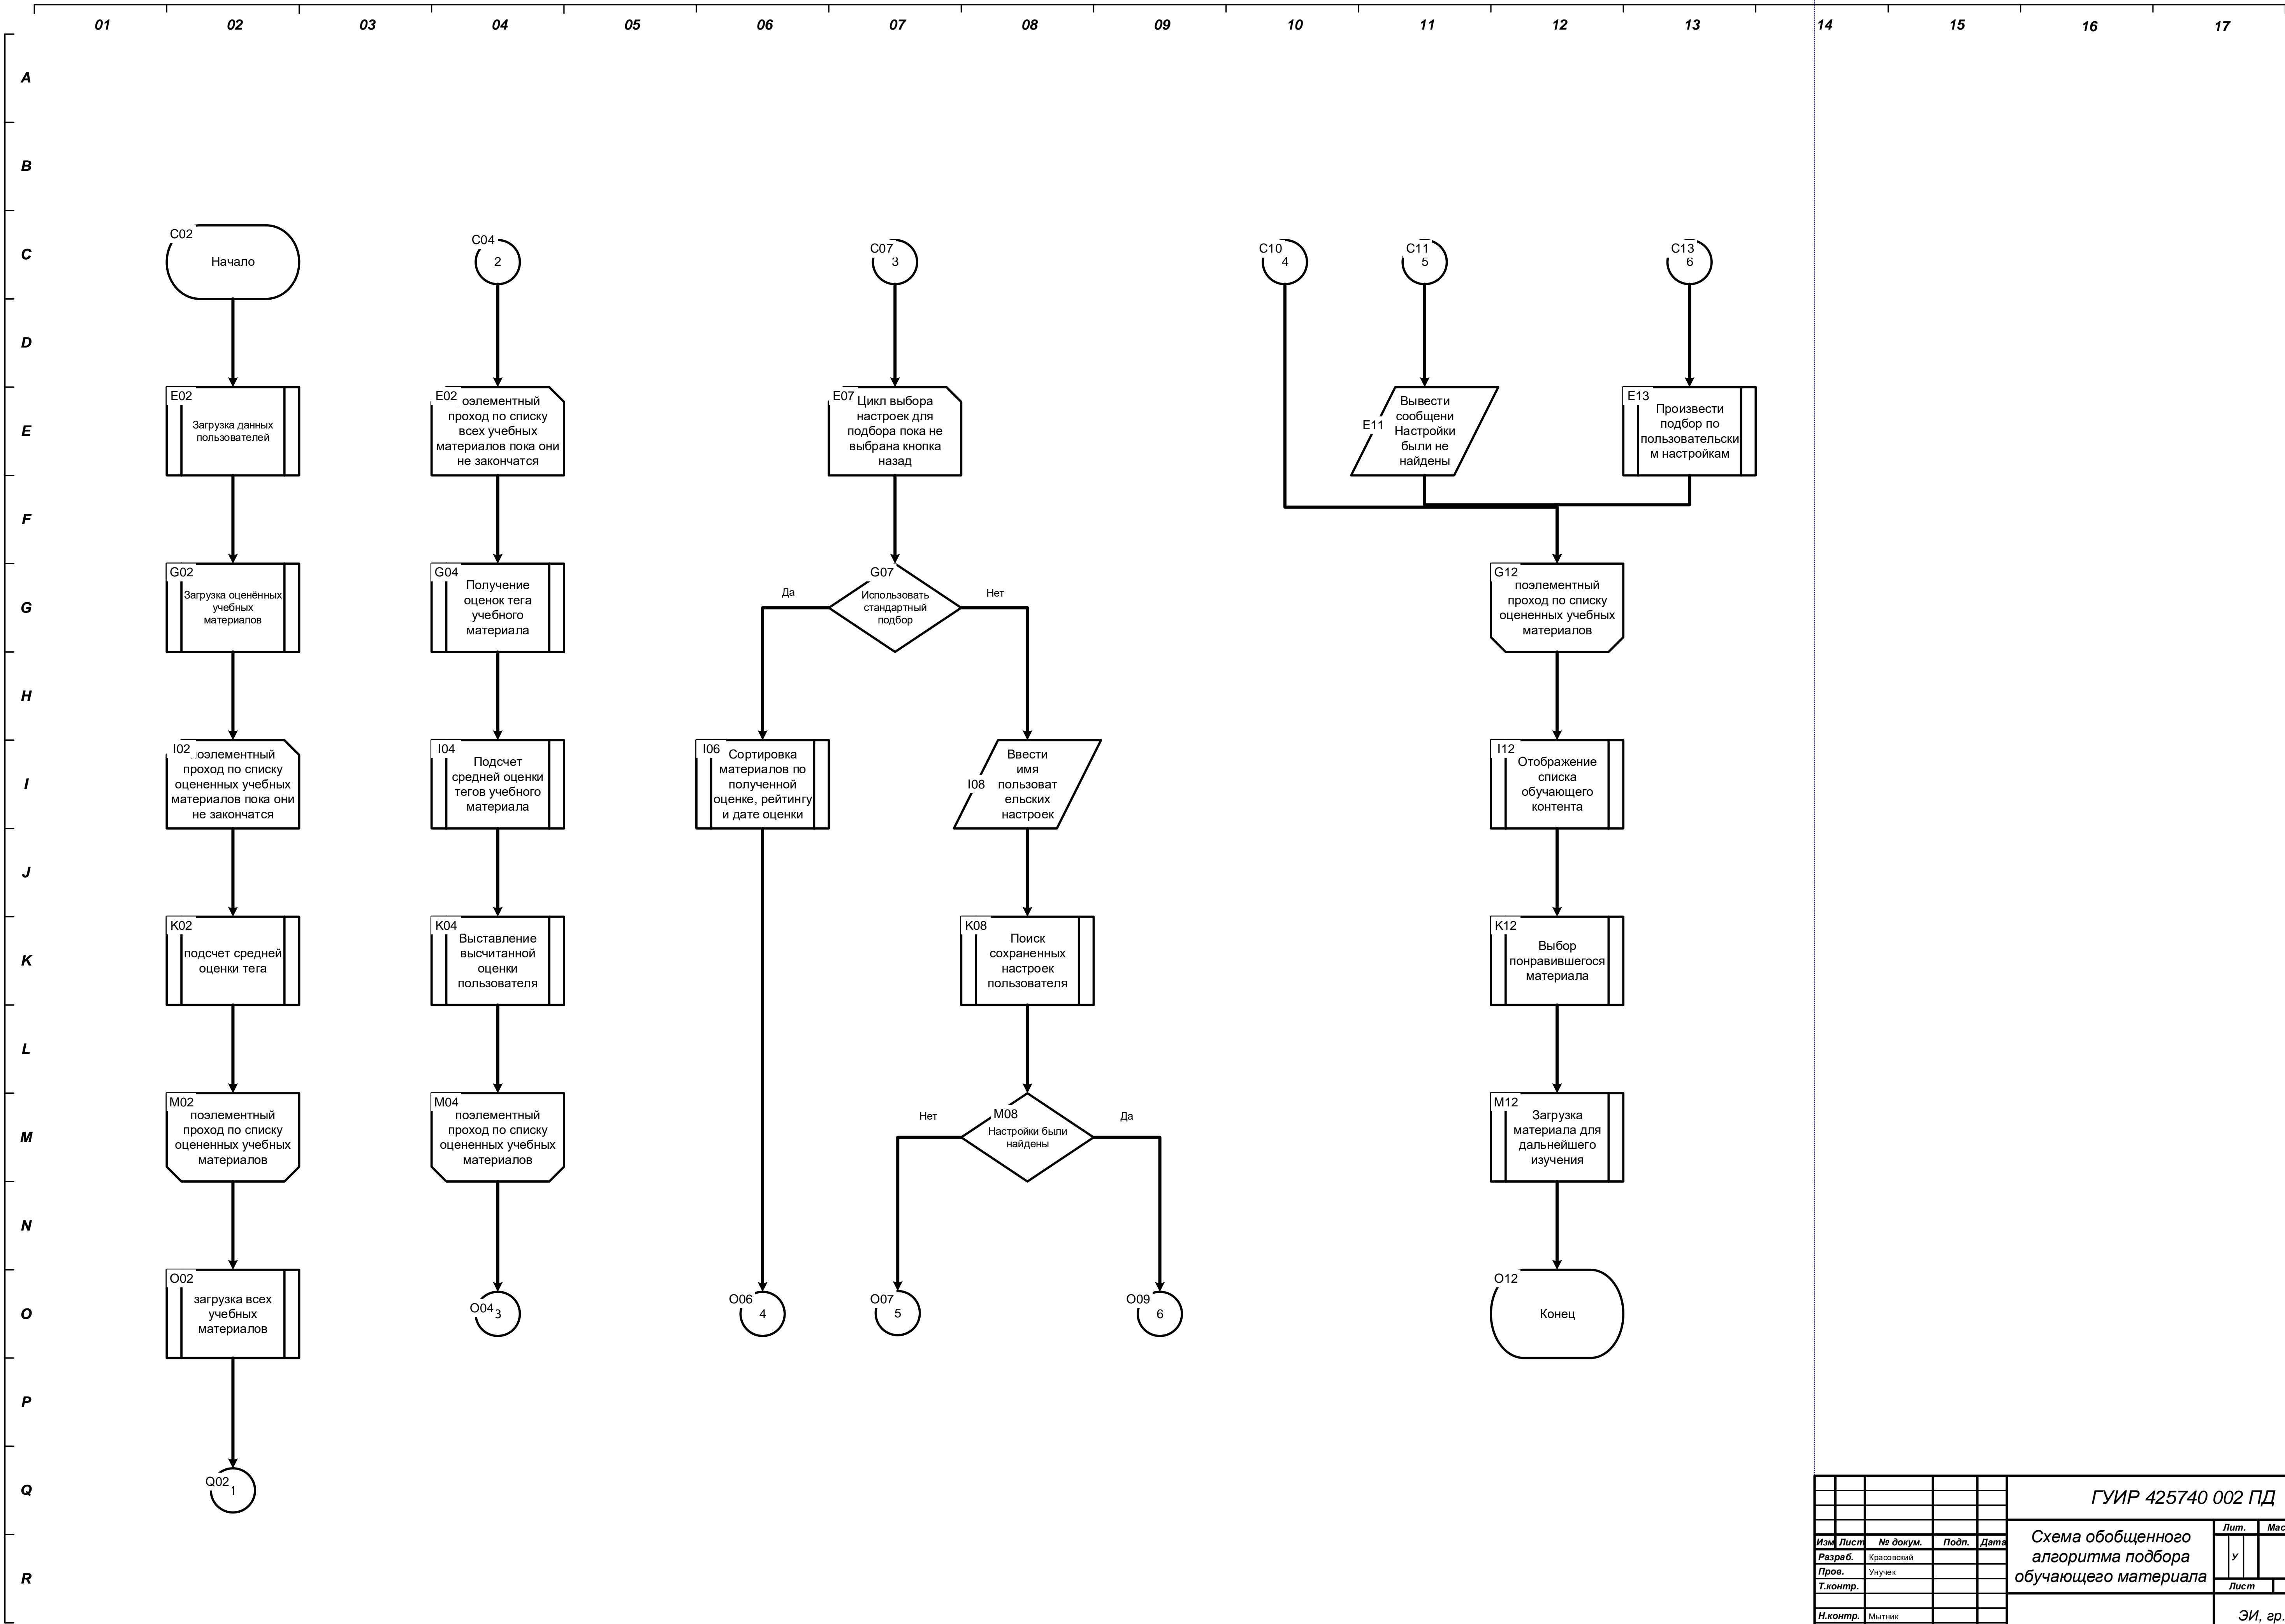 01 02 03 04 05 06 07 08 09 10 11 12 13 14 15 16 17
A
B
C
D
E
F
G
H
I
J
K
L
M
N
O
P
Q
R
C02
Начало
E02
Загрузка данных
пользователей
G02
Загрузка оценённых
учебных
материалов
I02
оэлементный
проход по списку
оцененных учебных
материалов пока они
не закончатся
K02
подсчет средней
оценки тега
M02
поэлементный
проход по списку
оцененных учебных
материалов
O02
загрузка всех
учебных
материалов
Q02
1
C04
2
E02
оэлементный
проход по списку
всех учебных
материалов пока они
не закончатся
G04
Получение
оценок тега
учебного
материала
I04
Подсчет
средней оценки
тегов учебного
материала
K04
Выставление
высчитанной
оценки
пользователя
M04
поэлементный
проход по списку
оцененных учебных
материалов
O04
3
C07
3
E07
Цикл выбора
настроек для
подбора пока не
выбрана кнопка
назад
G07
Использовать
стандартный
подбор
Да
Нет
I06
Сортировка
материалов по
полученной
оценке, рейтингу
и дате оценки
I08
Ввести
имя
пользоват
ельских
настроек
K08
Поиск
сохраненных
настроек
пользователя
M08
Настройки были
найдены
Нет
Да
O06
4
O07
5
O09
6
C10
4
C11
5
C13
6
E11
Вывести
сообщени
Настройки
были не
найдены
E13
Произвести
подбор по
пользовательски
м настройкам
G12
поэлементный
проход по списку
оцененных учебных
материалов
I12
Отображение
списка
обучающего
контента
K12
Выбор
понравившегося
материала
M12
Загрузка
материала для
дальнейшего
изучения
O12
Конец
ГУИР 425740 002 ПД
Изм Лист № докум. Подп. Дата
Разраб. Красовский
Пров. Унучек
Т.контр.
Н.контр. Мытник
Схема обобщенного
алгоритма подбора
обучающего материала
Лит. Мас
У
Лист
ЭИ, гр.